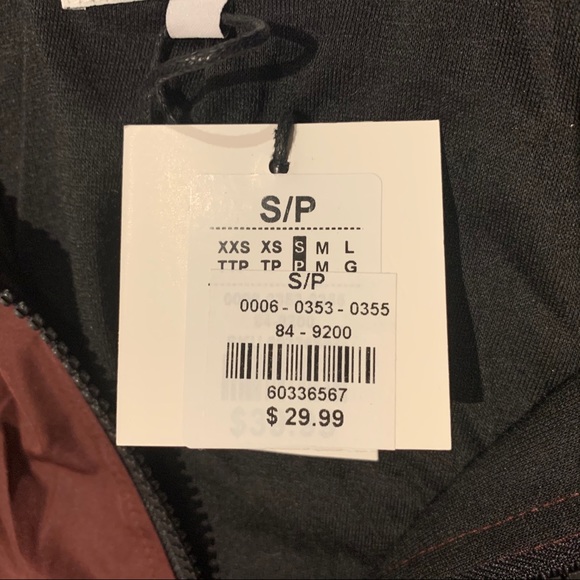 S/P
XXS XS S M L
TTP TP P M G
S/P
0006 - 0353 - 0355
84 - 9200
60336567
$ 29.99